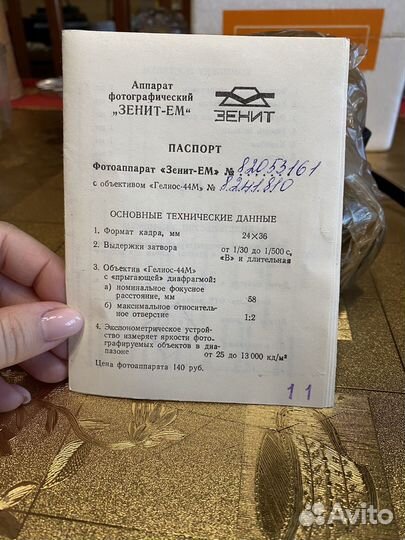 Аппарат
фотографический
„ЗЕНИТ-ЕМ“
ЗЕНИТ
ПАСПОРТ
Фотоаппарат «Зенит-ЕМ» № 82053161
с объективом «Гелиос-44М» № 8241810
ОСНОВНЫЕ ТЕХНИЧЕСКИЕ ДАННЫЕ
1. Формат кадра, мм 24×36
2. Выдержки затвора от 1/30 до 1/500 с,
«В» и длительная
3. Объектив «Гелиос-44М»
с «прыгающей» диафрагмой:
а) номинальное фокусное
расстояние, мм 58
б) максимальное относитель-
ное отверстие 1:2
4. Экспонометрическое устрой-
ство измеряет яркости фото-
графируемых объектов в диа-
пазоне от 25 до 13 000 кд/м²
Цена фотоаппарата 140 руб.
11
Avito